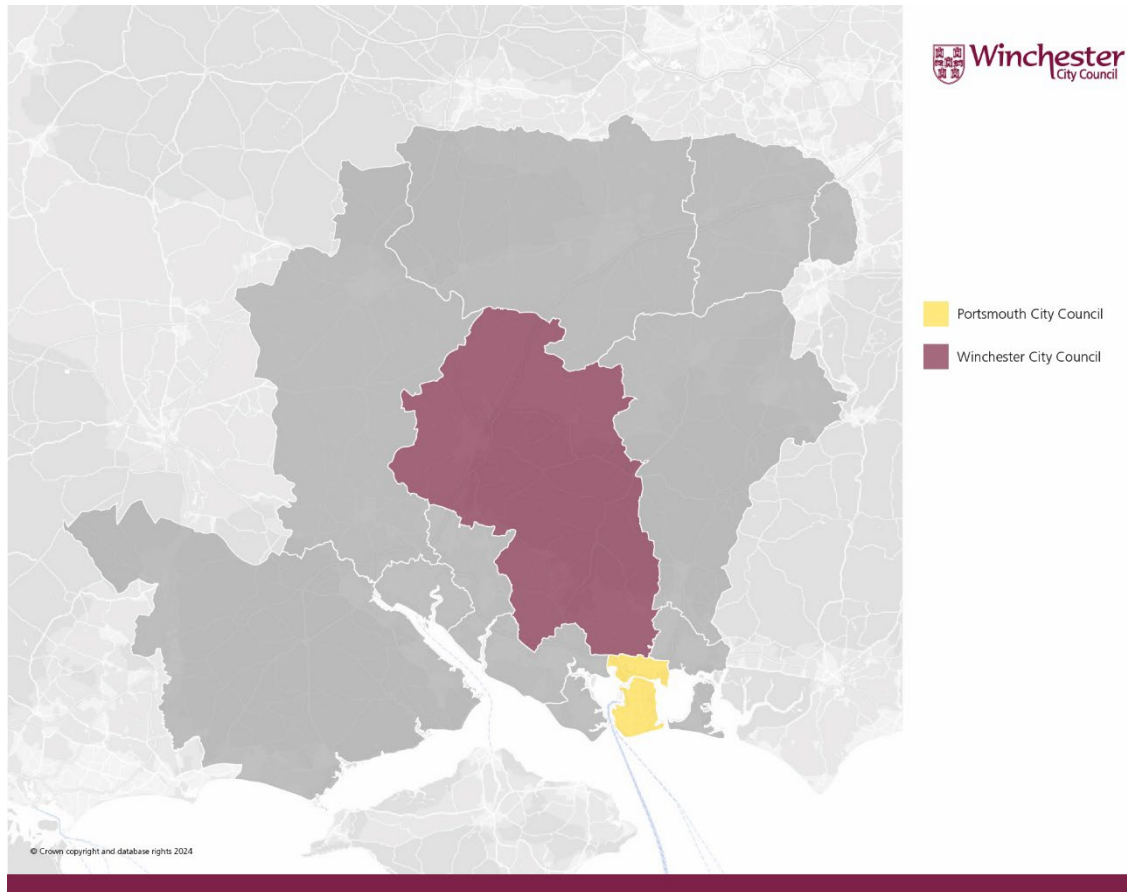 Winchester
City Council
Portsmouth City Council
Winchester City Council
© Crown copyright and database rights 2024